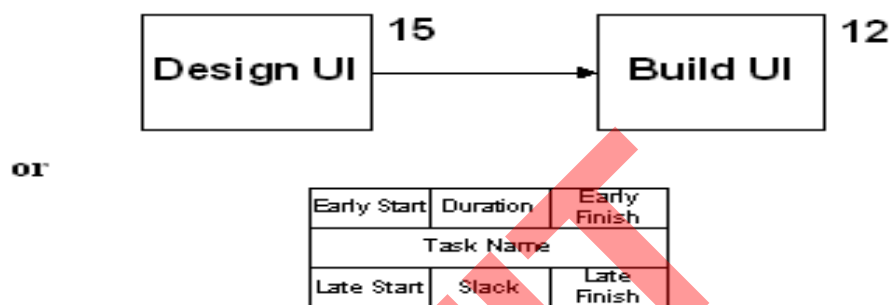 15
12
Design UI
Build UI
or
Early Start Duration Early Finish
Task Name
Late Start Slack Late Finish